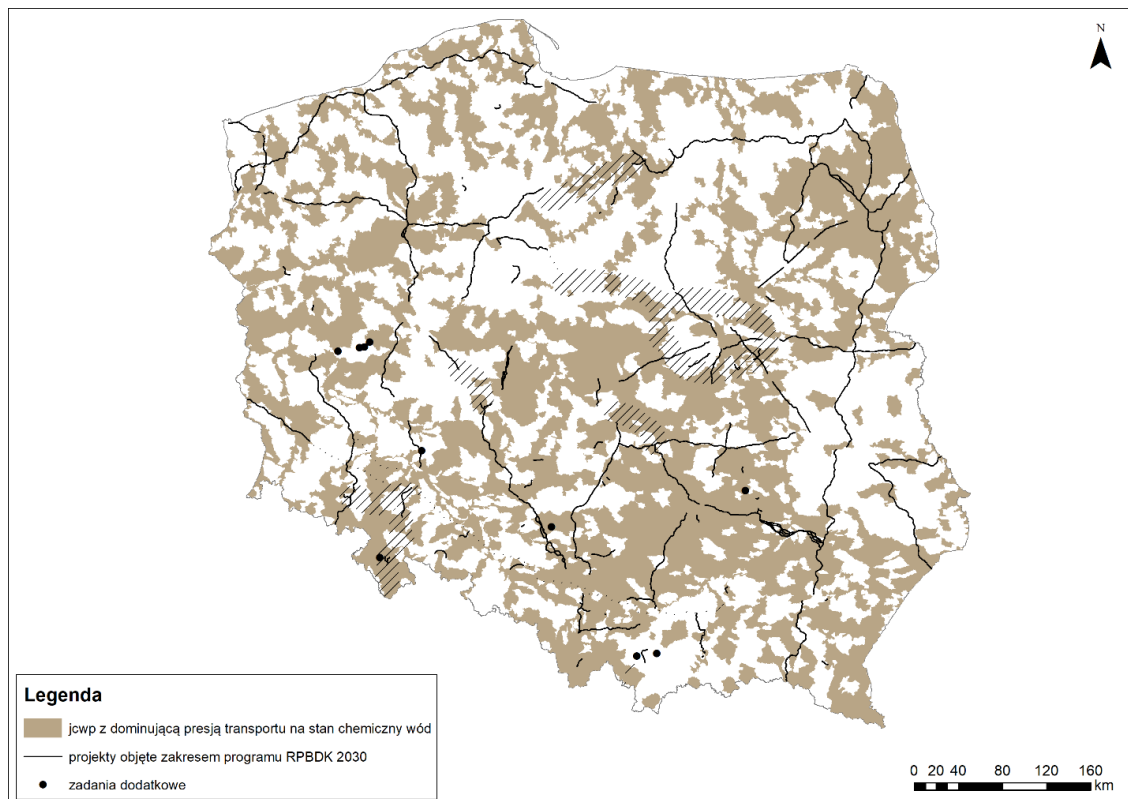 N
Legenda
jcwp z dominującą presją transportu na stan chemiczny wód
projekty objęte zakresem programu RPBDK 2030
zadania dodatkowe
0 20 40 80 120 160
km